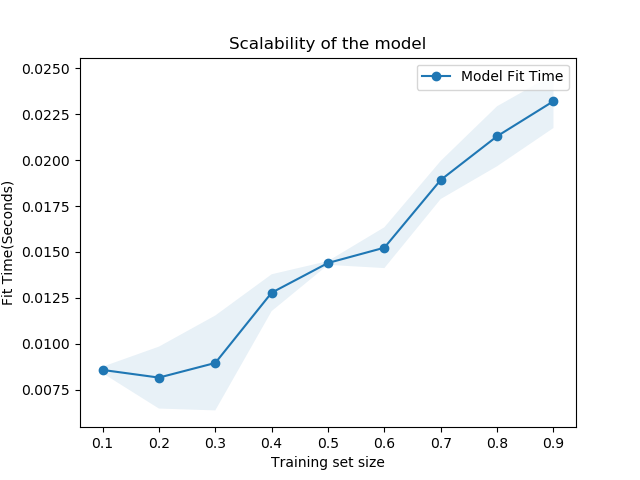 Scalability of the model
Model Fit Time
0.0250
0.0225
0.0200
0.0175
0.0150
0.0125
0.0100
0.0075
Fit Time(Seconds)
0.1 0.2 0.3 0.4 0.5 0.6 0.7 0.8 0.9
Training set size